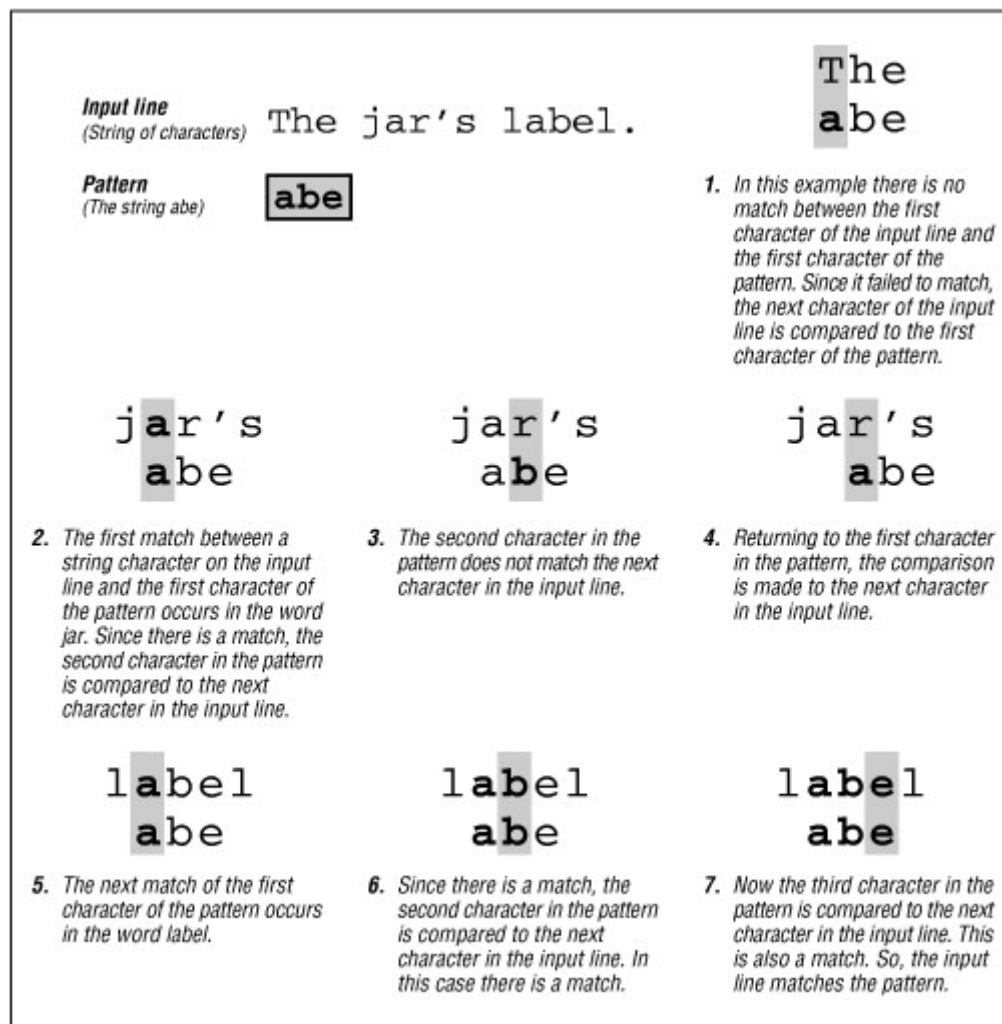 Input line
(String of characters)
The jar's label.
Pattern
(The string abe)
abe
The
abe
1. In this example there is no
match between the first
character of the input line and
the first character of the
pattern. Since it failed to match,
the next character of the input
line is compared to the first
character of the pattern.
jar's
abe
2. The first match between a
string character on the input
line and the first character of
the pattern occurs in the word
jar. Since there is a match, the
second character in the pattern
is compared to the next
character in the input line.
jar's
abe
3. The second character in the
pattern does not match the next
character in the input line.
jar's
abe
4. Returning to the first character
in the pattern, the comparison
is made to the next character
in the input line.
label
abe
5. The next match of the first
character of the pattern occurs
in the word label.
label
abe
6. Since there is a match, the
second character in the pattern
is compared to the next
character in the input line. In
this case there is a match.
label
abe
7. Now the third character in the
pattern is compared to the next
character in the input line. This
is also a match. So, the input
line matches the pattern.